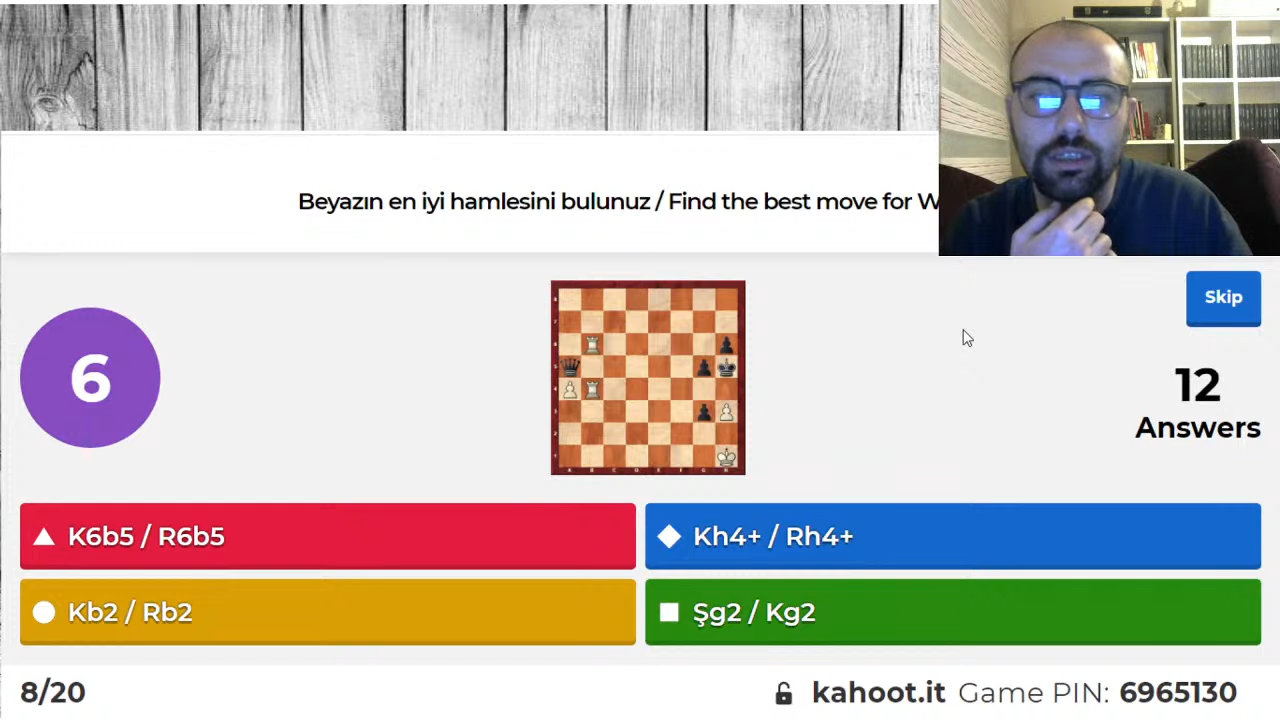 Beyazın en iyi hamlesini bulunuz / Find the best move for W
6
Skip
12
Answers
K6b5 / R6b5
Kh4+ / Rh4+
Kb2 / Rb2
Şg2 / Kg2
8/20
kahoot.it Game PIN: 6965130